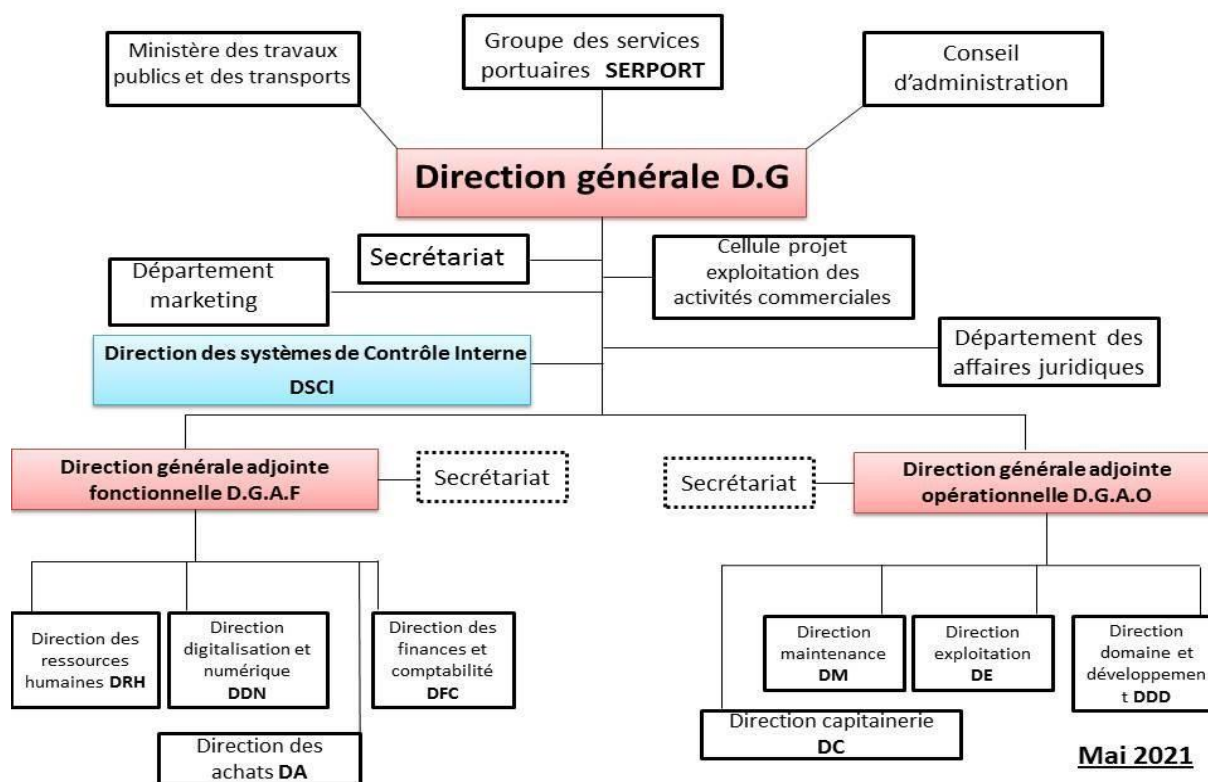 Ministère des travaux
publics et des transports
Groupe des services
portuaires SERPORT
Conseil
d'administration
Direction générale D.G
Secrétariat
Cellule projet
exploitation des
activités commerciales
Département
marketing
Direction des systèmes de Contrôle Interne
DSCI
Département des
affaires juridiques
Direction générale adjointe
fonctionnelle D.G.A.F
Secrétariat
Secrétariat
Direction générale adjointe
opérationnelle D.G.A.O
Direction des
ressources
humaines DRH
Direction
digitalisation et
numérique
DDN
Direction des
finances et
comptabilité
DFC
Direction des
achats DA
Direction
maintenance
DM
Direction
exploitation
DE
Direction
domaine et
développemen
t DDD
Direction capitainerie
DC
Mai 2021